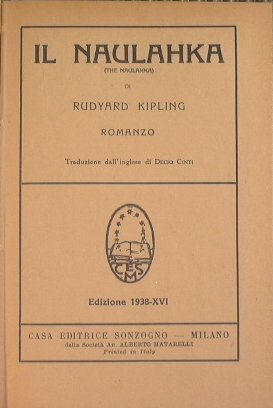 IL NAULAHKA
(THE NAULAHKA)
DI
RUDYARD KIPLING
ROMANZO
Traduzione dall'inglese di DECIO CINTI
CES
MS
Edizione 1938-XVI
CASA EDITRICE SONZOGNO — MILANO
della Società An. ALBERTO MATARELLI
Printed in Italy